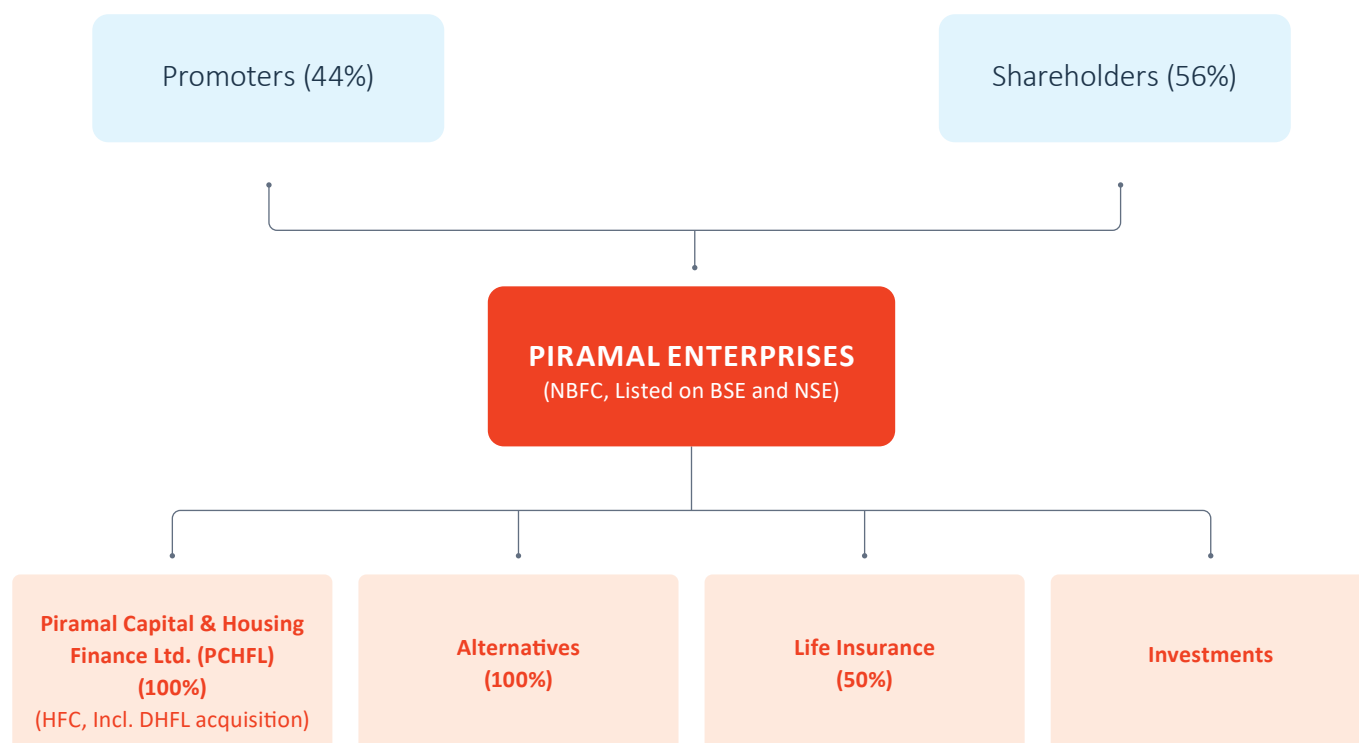 Promoters (44%)
Shareholders (56%)
PIRAMAL ENTERPRISES
(NBFC, Listed on BSE and NSE)
Piramal Capital & Housing
Finance Ltd. (PCHFL)
(100%)
(HFC, Incl. DHFL acquisition)
Alternatives
(100%)
Life Insurance
(50%)
Investments